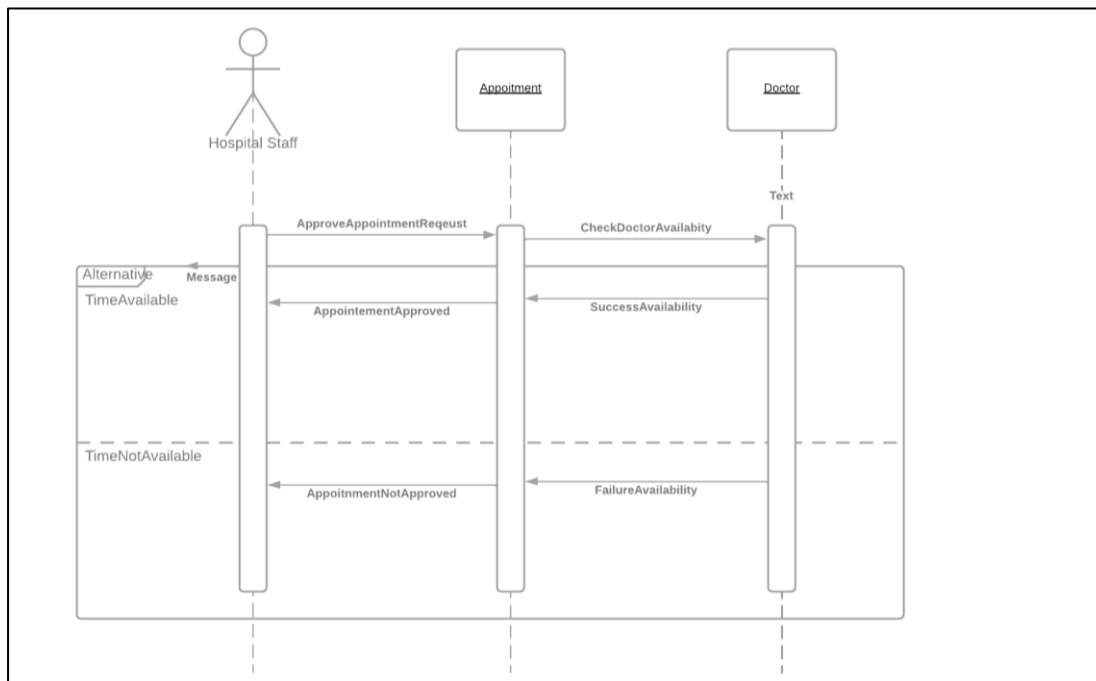 Appoitment
Doctor
Hospital Staff
Text
ApproveAppointmentReqeust
CheckDoctorAvailabity
Alternative
Message
TimeAvailable
AppointementApproved
SuccessAvailability
TimeNotAvailable
AppoitnmentNotApproved
FailureAvailability